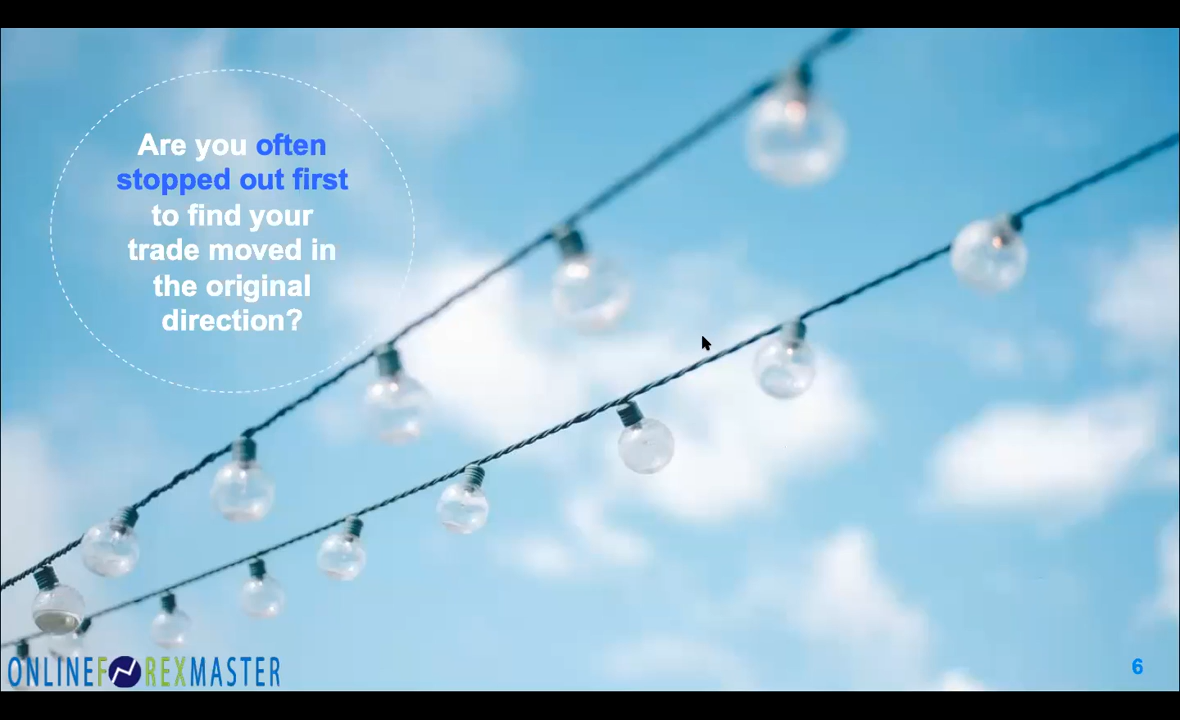 Are you often
stopped out first
to find your
trade moved in
the original
direction?
ONLINEFOREXMASTER
6